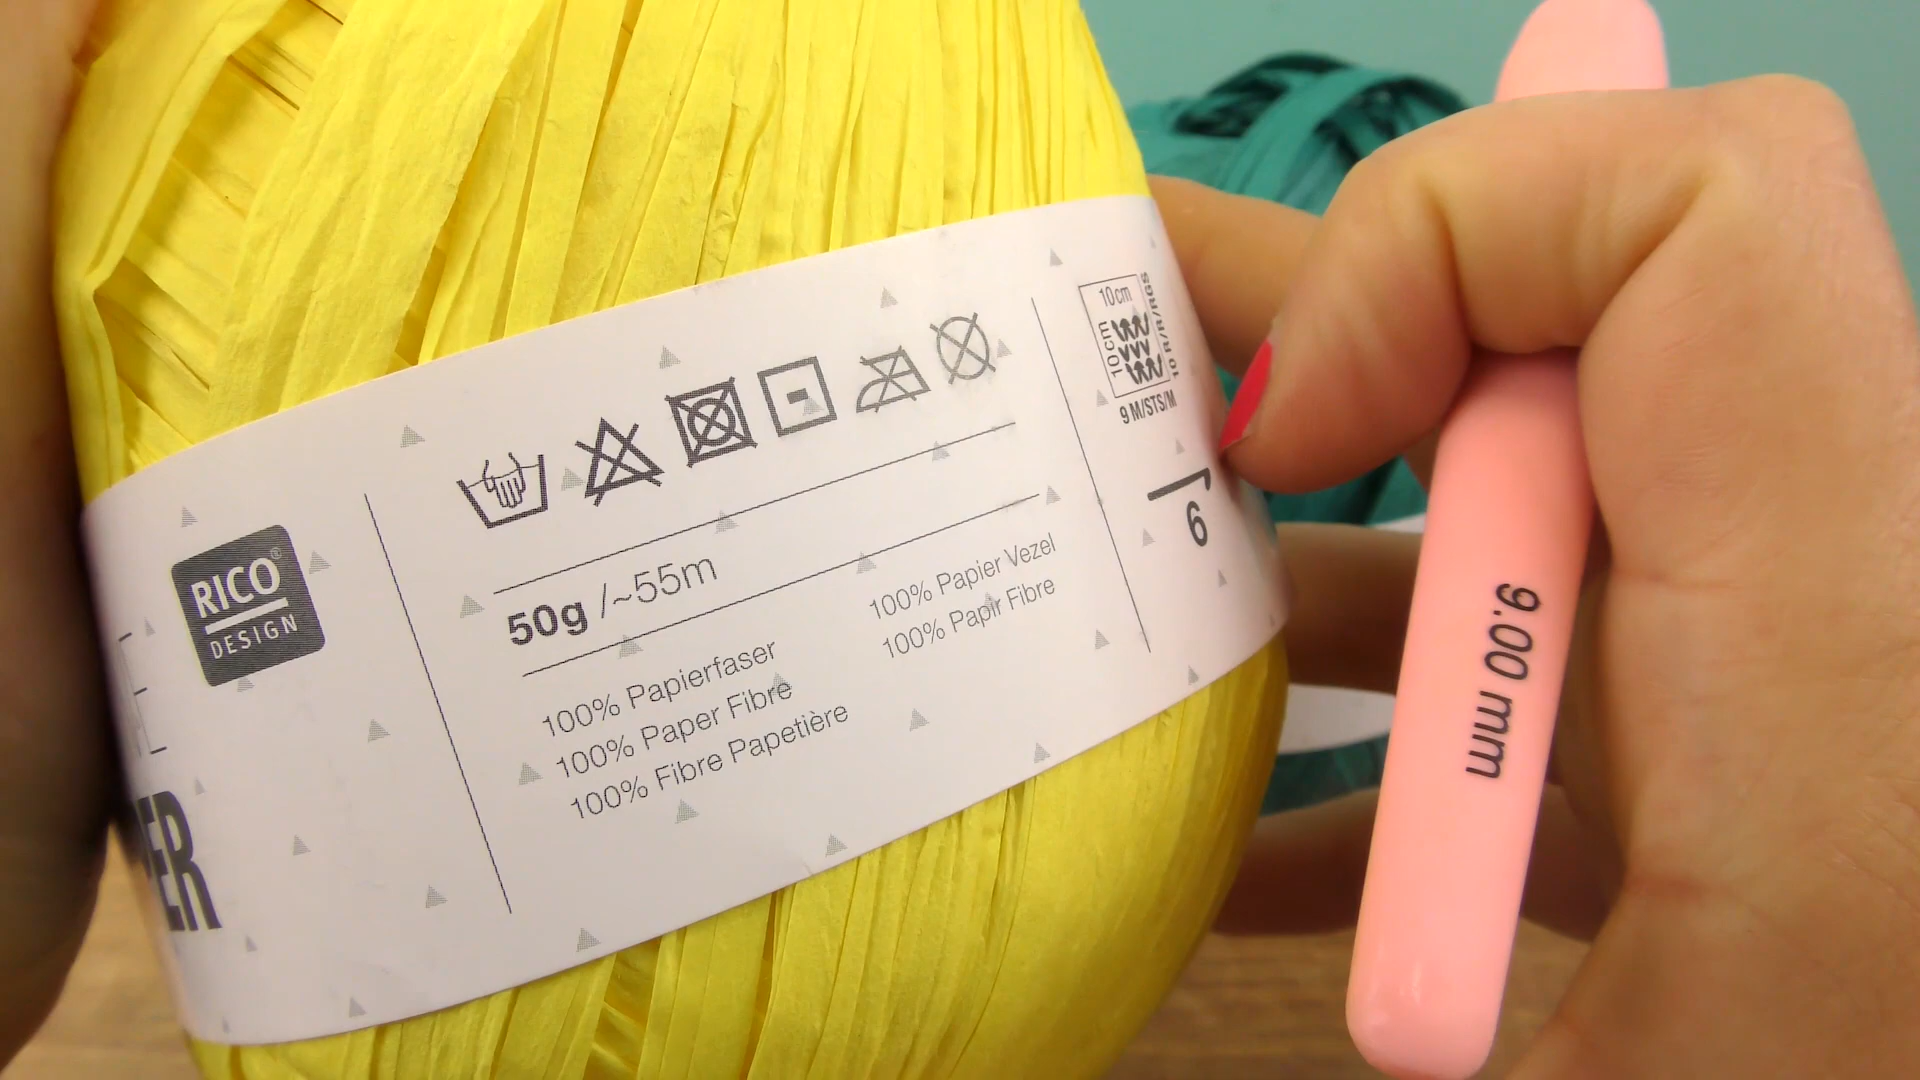 RICO®
DESIGN
PER
50g /~55m
100% Papierfaser
100% Paper Fibre
100% Fibre Papetière
100% Papier Vezel
100% Papir Fibre
10cm
10cm
10 R/R/RGS
9 M/STS/M
6
9.00 mm